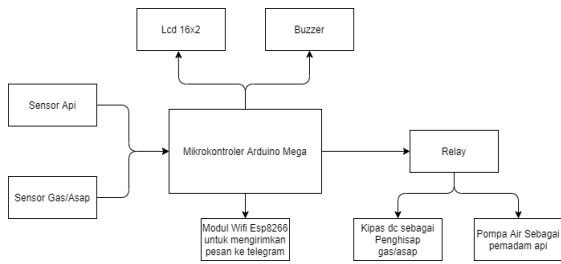 Lcd 16x2
Buzzer
Sensor Api
Mikrokontroler Arduino Mega
Relay
Sensor Gas/Asap
Modul Wifi Esp8266
untuk mengirimkan
pesan ke telegram
Kipas dc sebagai
Penghisap
gas/asap
Pompa Air Sebagai
pemadam api